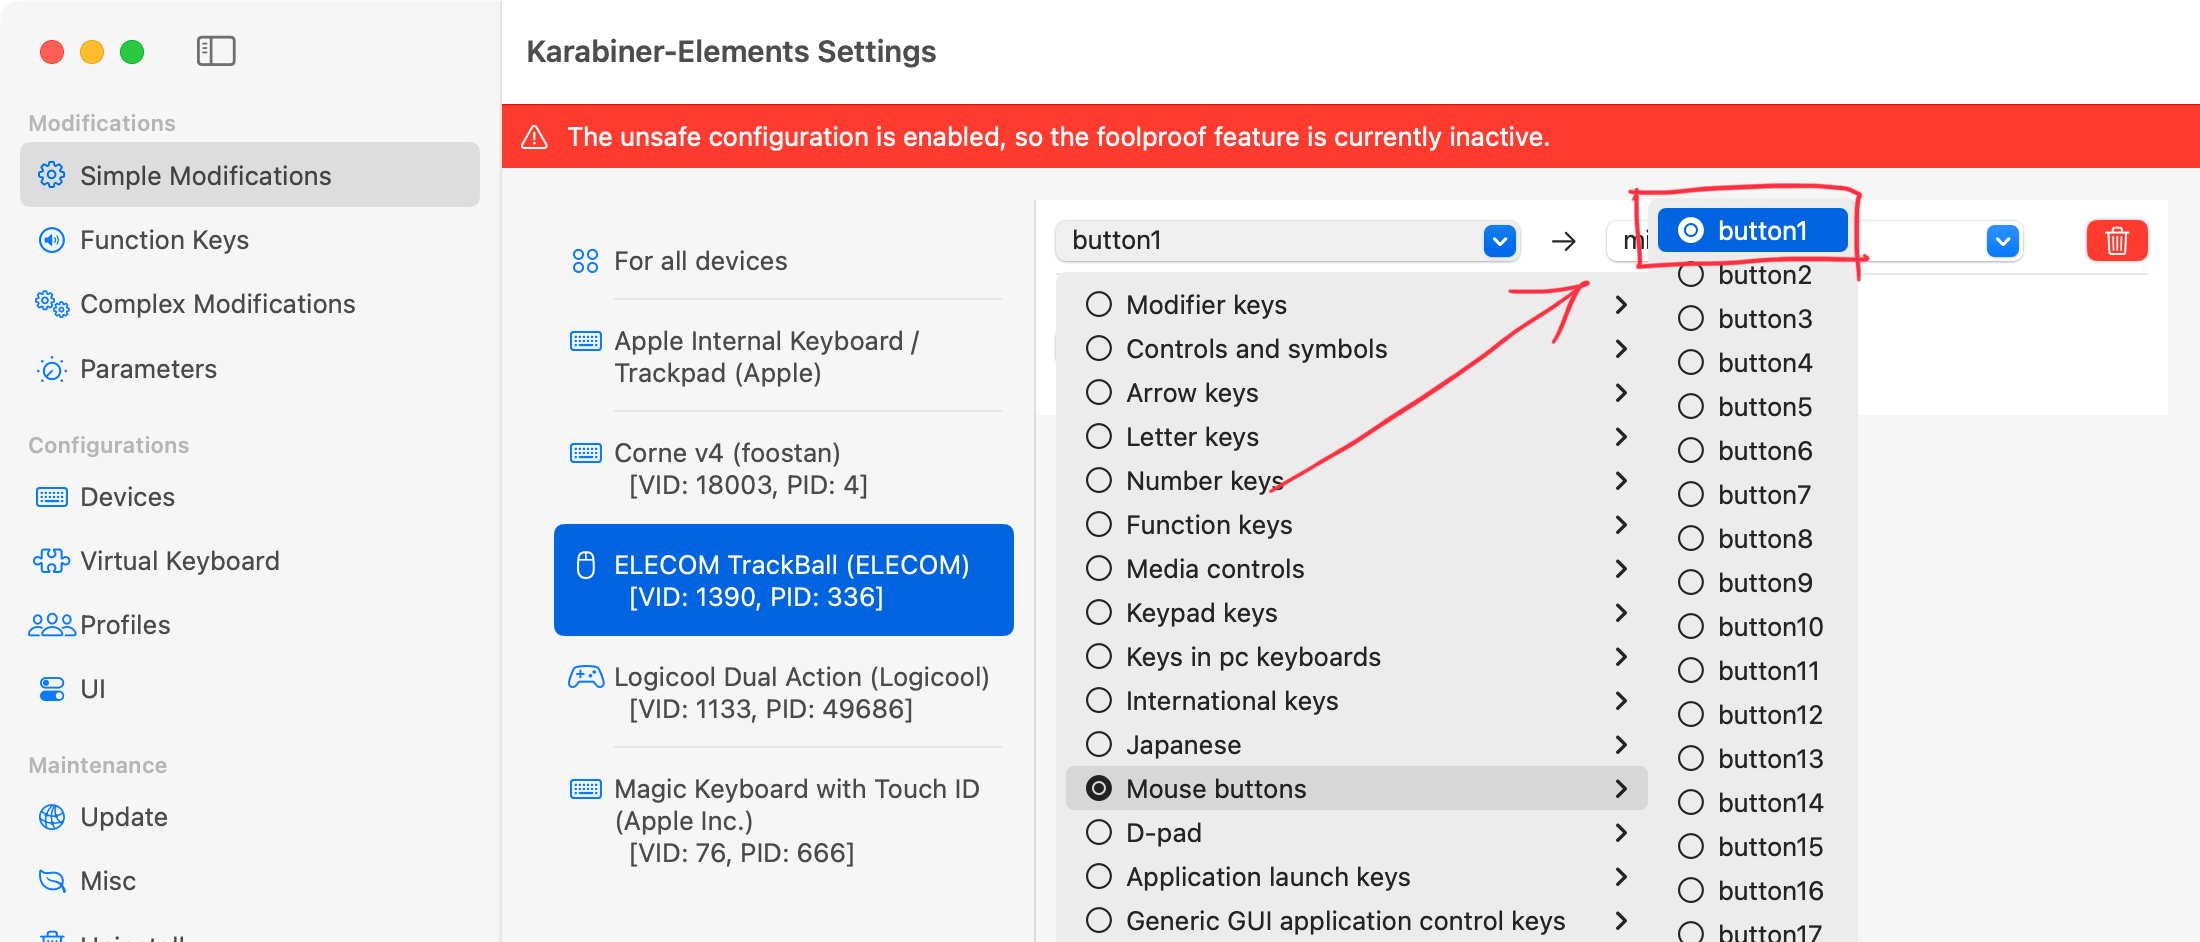 Karabiner-Elements Settings
The unsafe configuration is enabled, so the foolproof feature is currently inactive.
Modifications
Simple Modifications
Function Keys
Complex Modifications
Parameters
Configurations
Devices
Virtual Keyboard
Profiles
UI
Maintenance
Update
Misc
For all devices
Apple Internal Keyboard /
Trackpad (Apple)
Corne v4 (foostan)
[VID: 18003, PID: 4]
ELECOM TrackBall (ELECOM)
[VID: 1390, PID: 336]
Logicool Dual Action (Logicool)
[VID: 1133, PID: 49686]
Magic Keyboard with Touch ID
(Apple Inc.)
[VID: 76, PID: 666]
button1
Modifier keys
Controls and symbols
Arrow keys
Letter keys
Number keys
Function keys
Media controls
Keypad keys
Keys in pc keyboards
International keys
Japanese
Mouse buttons
D-pad
Application launch keys
Generic GUI application control keys
mi
button1
button2
button3
button4
button5
button6
button7
button8
button9
button10
button11
button12
button13
button14
button15
button16
button17